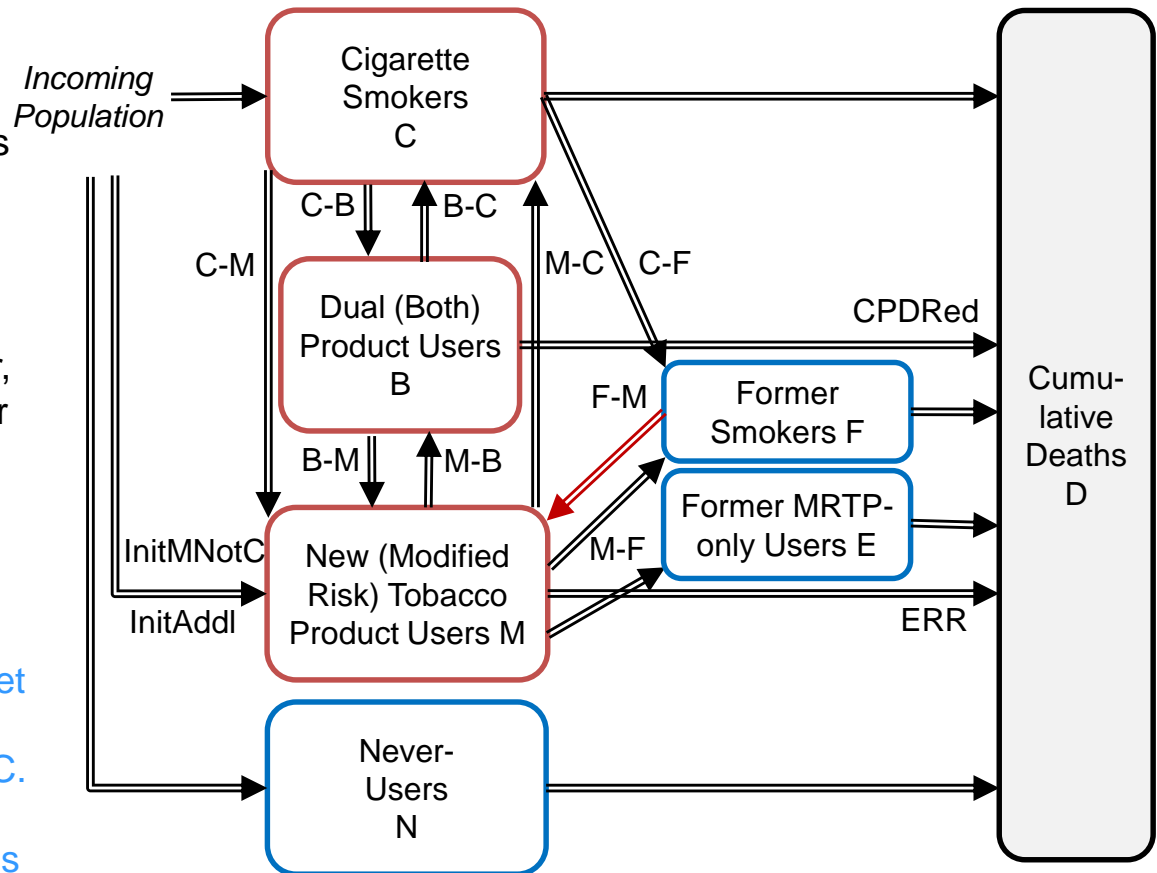 Incoming
Population
s
Cigarette
Smokers
C
C-B
B-C
C-M
M-C
C-F
Dual (Both)
Product Users
B
CPDRed
r,
r
F-M
Former
Smokers F
Cumu-
lative
Deaths
D
B-M
M-B
Former MRTP-
only Users E
M-F
InitMNotC
InitAddl
New (Modified
Risk) Tobacco
Product Users M
ERR
et
C.
s
Never-
Users
N